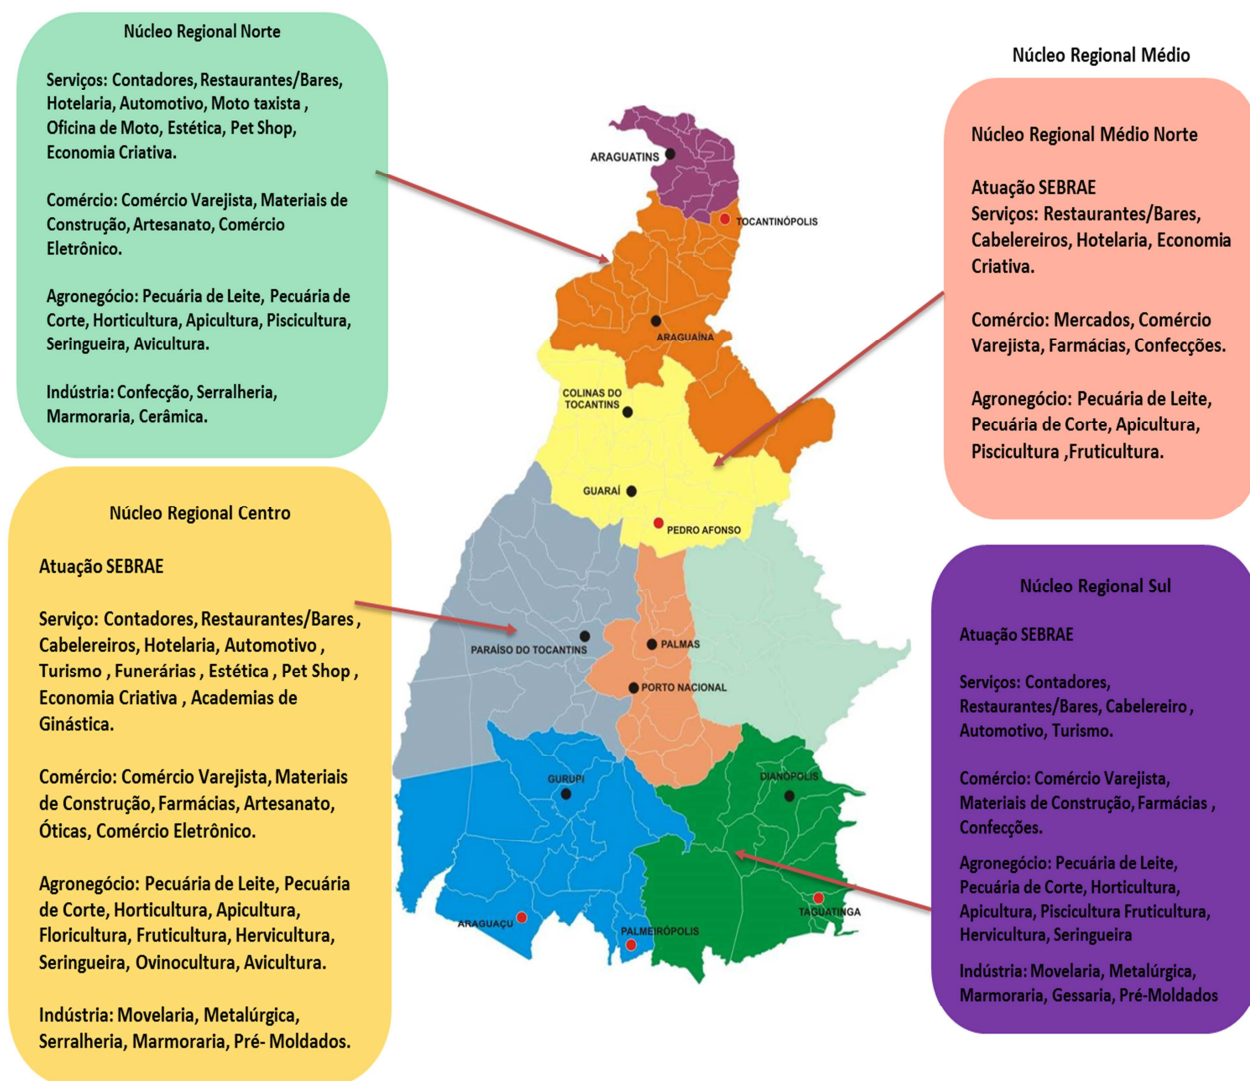 Núcleo Regional Norte
Serviços: Contadores, Restaurantes/Bares,
Hotelaria, Automotivo, Moto taxista ,
Oficina de Moto, Estética, Pet Shop,
Economia Criativa.
Comércio: Comércio Varejista, Materiais de
Construção, Artesanato, Comércio
Eletrônico.
Agronegócio: Pecuária de Leite, Pecuária de
Corte, Horticultura, Apicultura, Piscicultura,
Seringueira, Avicultura.
Indústria: Confecção, Serralheria,
Marmoraria, Cerâmica.
Núcleo Regional Médio
Núcleo Regional Médio Norte
Atuação SEBRAE
Serviços: Restaurantes/Bares,
Cabelereiros, Hotelaria, Economia
Criativa.
Comércio: Mercados, Comércio
Varejista, Farmácias, Confecções.
Agronegócio: Pecuária de Leite,
Pecuária de Corte, Apicultura,
Piscicultura ,Fruticultura.
ARAGUATINS
TOCANTINÓPOLIS
ARAGUAÍNA
COLINAS DO
TOCANTINS
GUARAÍ
PEDRO AFONSO
PARAÍSO DO TOCANTINS
PALMAS
PORTO NACIONAL
GURUPI
DIANÓPOLIS
ARAGUAÇU
PALMEIRÓPOLIS
TAGUATINGA
Núcleo Regional Centro
Atuação SEBRAE
Serviço: Contadores, Restaurantes/Bares ,
Cabelereiros, Hotelaria, Automotivo ,
Turismo , Funerárias , Estética , Pet Shop ,
Economia Criativa , Academias de
Ginástica.
Comércio: Comércio Varejista, Materiais
de Construção, Farmácias, Artesanato,
Óticas, Comércio Eletrônico.
Agronegócio: Pecuária de Leite, Pecuária
de Corte, Horticultura, Apicultura,
Floricultura, Fruticultura, Hervicultura,
Seringueira, Ovinocultura, Avicultura.
Indústria: Movelaria, Metalúrgica,
Serralheria, Marmoraria, Pré- Moldados.
Núcleo Regional Sul
Atuação SEBRAE
Serviços: Contadores,
Restaurantes/Bares, Cabelereiro ,
Automotivo, Turismo.
Comércio: Comércio Varejista,
Materiais de Construção, Farmácias ,
Confecções.
Agronegócio: Pecuária de Leite,
Pecuária de Corte, Horticultura,
Apicultura, Piscicultura Fruticultura,
Hervicultura, Seringueira
Indústria: Movelaria, Metalúrgica,
Marmoraria, Gessaria, Pré-Moldados